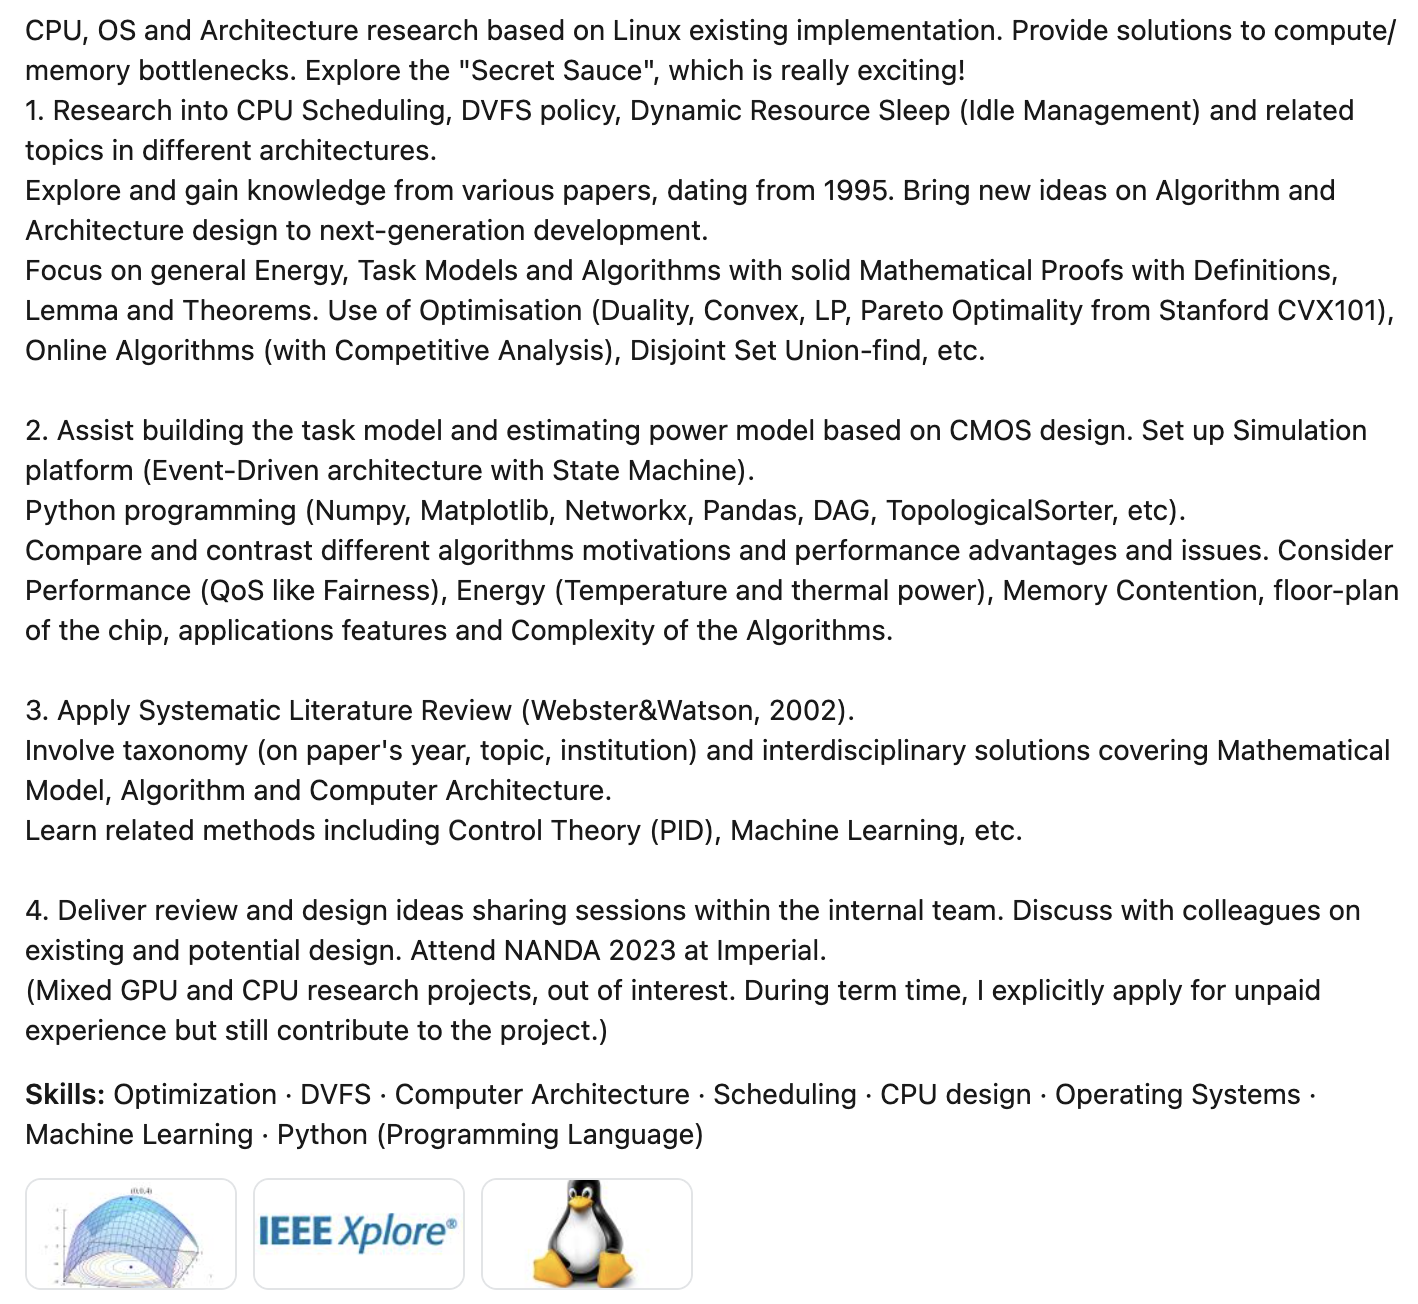 CPU, OS and Architecture research based on Linux existing implementation. Provide solutions to compute/
memory bottlenecks. Explore the "Secret Sauce", which is really exciting!
1. Research into CPU Scheduling, DVFS policy, Dynamic Resource Sleep (Idle Management) and related
topics in different architectures.
Explore and gain knowledge from various papers, dating from 1995. Bring new ideas on Algorithm and
Architecture design to next-generation development.
Focus on general Energy, Task Models and Algorithms with solid Mathematical Proofs with Definitions,
Lemma and Theorems. Use of Optimisation (Duality, Convex, LP, Pareto Optimality from Stanford CVX101),
Online Algorithms (with Competitive Analysis), Disjoint Set Union-find, etc.
2. Assist building the task model and estimating power model based on CMOS design. Set up Simulation
platform (Event-Driven architecture with State Machine).
Python programming (Numpy, Matplotlib, Networkx, Pandas, DAG, TopologicalSorter, etc).
Compare and contrast different algorithms motivations and performance advantages and issues. Consider
Performance (QoS like Fairness), Energy (Temperature and thermal power), Memory Contention, floor-plan
of the chip, applications features and Complexity of the Algorithms.
3. Apply Systematic Literature Review (Webster&Watson, 2002).
Involve taxonomy (on paper's year, topic, institution) and interdisciplinary solutions covering Mathematical
Model, Algorithm and Computer Architecture.
Learn related methods including Control Theory (PID), Machine Learning, etc.
4. Deliver review and design ideas sharing sessions within the internal team. Discuss with colleagues on
existing and potential design. Attend NANDA 2023 at Imperial.
(Mixed GPU and CPU research projects, out of interest. During term time, I explicitly apply for unpaid
experience but still contribute to the project.)
Skills: Optimization · DVFS · Computer Architecture · Scheduling · CPU design · Operating Systems ·
Machine Learning · Python (Programming Language)
(0,0,4)
IEEE Xplore®